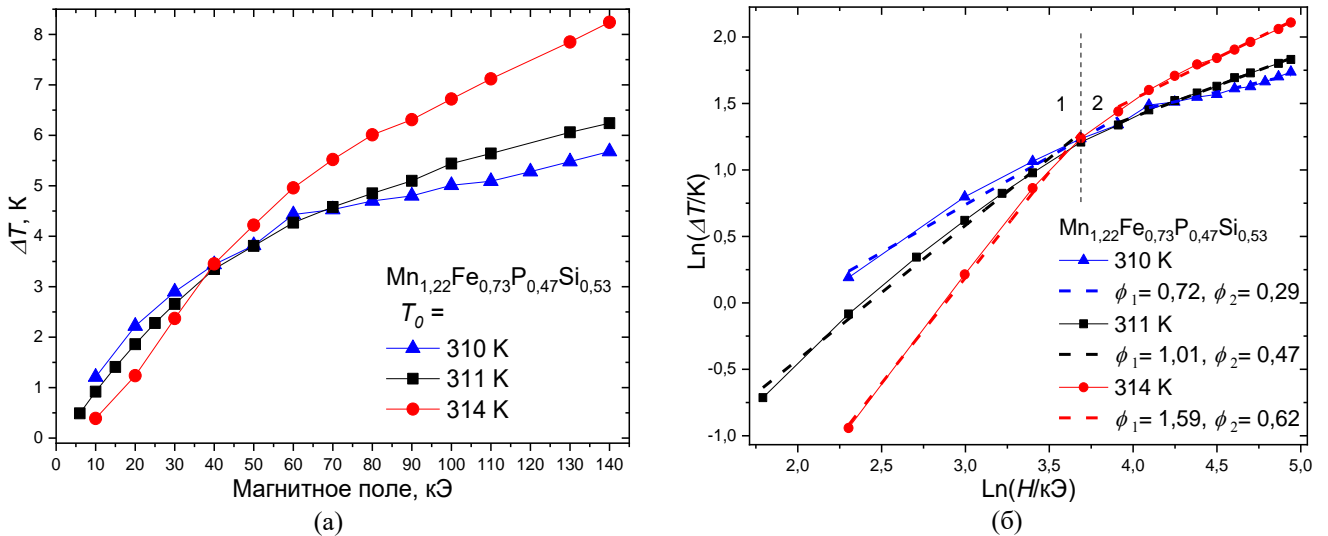 ΔT, К
8
7
6
5
4
3
2
1
0
0 10 20 30 40 50 60 70 80 90 100 110 120 130 140
Магнитное поле, кЭ
Mn1,22Fe0,73P0,47Si0,53
T0 =
310 К
311 К
314 К
(а)
Ln(ΔT/K)
2,0
1,5
1,0
0,5
0,0
-0,5
-1,0
2,0 2,5 3,0 3,5 4,0 4,5 5,0
Ln(H/кЭ)
1 2
Mn1,22Fe0,73P0,47Si0,53
310 К
ϕ1= 0,72, ϕ2= 0,29
311 К
ϕ1= 1,01, ϕ2= 0,47
314 К
ϕ1= 1,59, ϕ2= 0,62
(б)